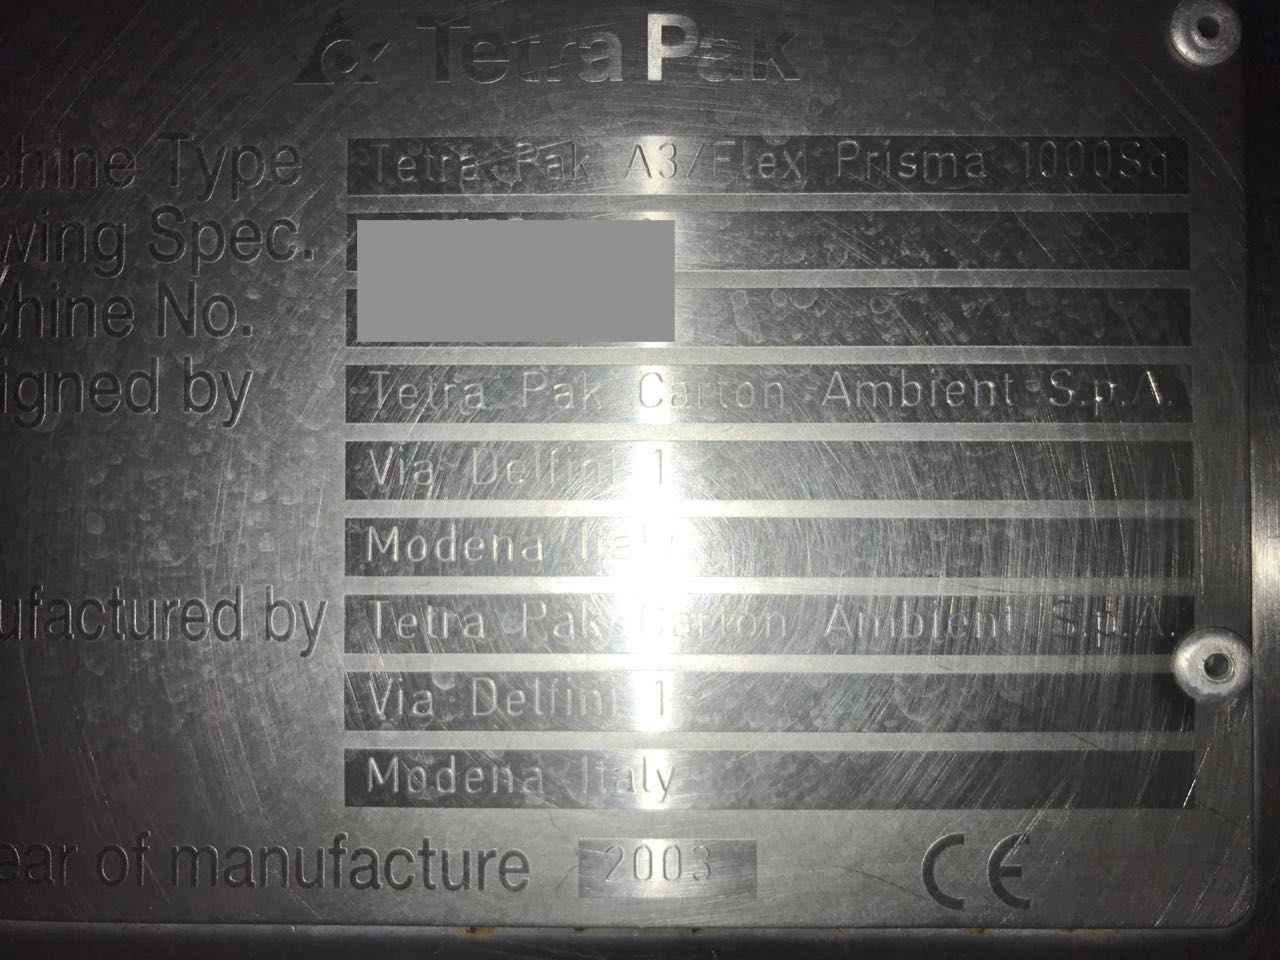 Tetra Pak
chine Type Tetra Pak A3/Flex Prisma 1000Sq
wing Spec.
chine No.
igned by Tetra Pak Carton Ambient S.p.A.
Via Delfini 1
Modena Italy
ufactured by Tetra Pak Carton Ambient S.p.A.
Via Delfini 1
Modena Italy
ear of manufacture 2003 CE